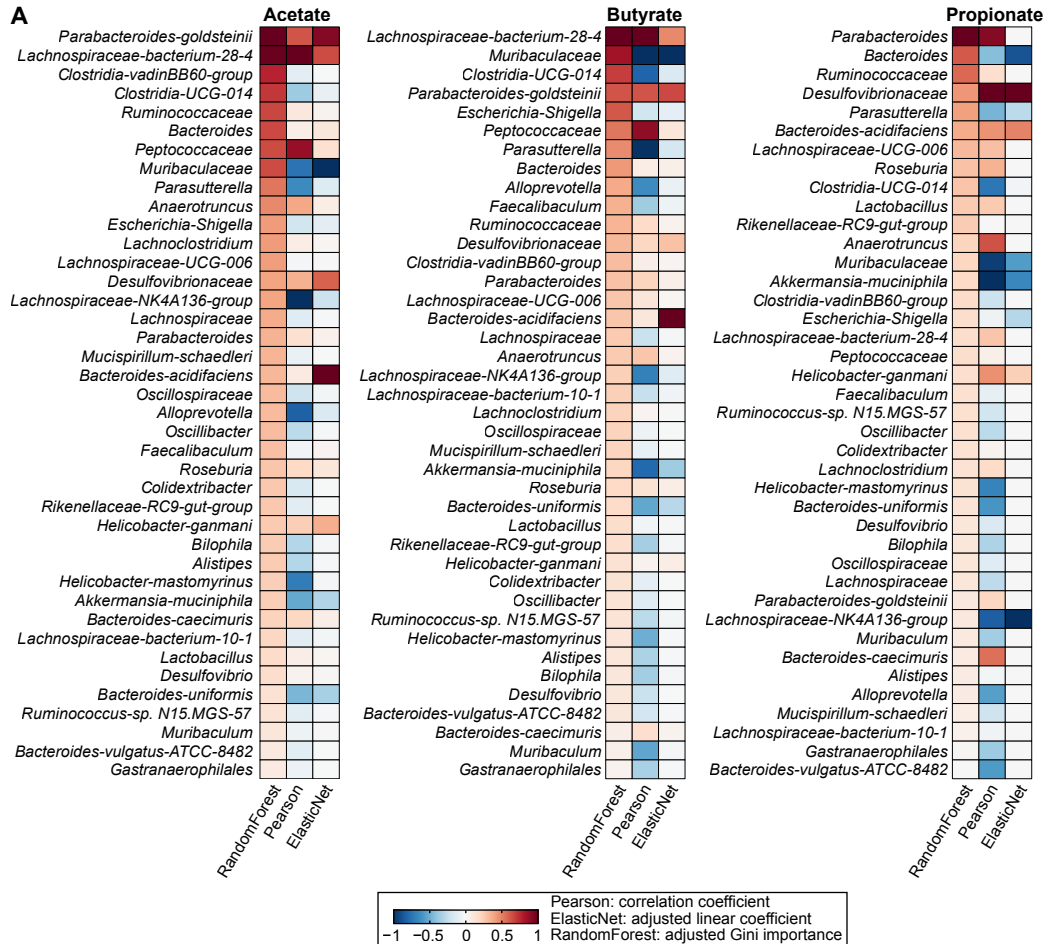 A
Acetate
Parabacteroides-goldsteinii
Lachnospiraceae-bacterium-28-4
Clostridia-vadinBB60-group
Clostridia-UCG-014
Ruminococcaceae
Bacteroides
Peptococcaceae
Muribaculaceae
Parasutterella
Anaerotruncus
Escherichia-Shigella
Lachnoclostridium
Lachnospiraceae-UCG-006
Desulfovibrionaceae
Lachnospiraceae-NK4A136-group
Lachnospiraceae
Parabacteroides
Mucispirillum-schaedleri
Bacteroides-acidifaciens
Oscillospiraceae
Alloprevotella
Oscillibacter
Faecalibaculum
Roseburia
Colidextribacter
Rikenellaceae-RC9-gut-group
Helicobacter-ganmani
Bilophila
Alistipes
Helicobacter-mastomyrinus
Akkermansia-muciniphila
Bacteroides-caecimuris
Lachnospiraceae-bacterium-10-1
Lactobacillus
Desulfovibrio
Bacteroides-uniformis
Ruminococcus-sp. N15.MGS-57
Muribaculum
Bacteroides-vulgatus-ATCC-8482
Gastranaerophilales
RandomForest
Pearson
ElasticNet
Butyrate
Lachnospiraceae-bacterium-28-4
Muribaculaceae
Clostridia-UCG-014
Parabacteroides-goldsteinii
Escherichia-Shigella
Peptococcaceae
Parasutterella
Bacteroides
Alloprevotella
Faecalibaculum
Ruminococcaceae
Desulfovibrionaceae
Clostridia-vadinBB60-group
Parabacteroides
Lachnospiraceae-UCG-006
Bacteroides-acidifaciens
Lachnospiraceae
Anaerotruncus
Lachnospiraceae-NK4A136-group
Lachnospiraceae-bacterium-10-1
Lachnoclostridium
Oscillospiraceae
Mucispirillum-schaedleri
Akkermansia-muciniphila
Roseburia
Bacteroides-uniformis
Lactobacillus
Rikenellaceae-RC9-gut-group
Helicobacter-ganmani
Colidextribacter
Oscillibacter
Ruminococcus-sp. N15.MGS-57
Helicobacter-mastomyrinus
Alistipes
Bilophila
Desulfovibrio
Bacteroides-vulgatus-ATCC-8482
Bacteroides-caecimuris
Muribaculum
Gastranaerophilales
RandomForest
Pearson
ElasticNet
Propionate
Parabacteroides
Bacteroides
Ruminococcaceae
Desulfovibrionaceae
Parasutterella
Bacteroides-acidifaciens
Lachnospiraceae-UCG-006
Roseburia
Clostridia-UCG-014
Lactobacillus
Rikenellaceae-RC9-gut-group
Anaerotruncus
Muribaculaceae
Akkermansia-muciniphila
Clostridia-vadinBB60-group
Escherichia-Shigella
Lachnospiraceae-bacterium-28-4
Peptococcaceae
Helicobacter-ganmani
Faecalibaculum
Ruminococcus-sp. N15.MGS-57
Oscillibacter
Colidextribacter
Lachnoclostridium
Helicobacter-mastomyrinus
Bacteroides-uniformis
Desulfovibrio
Bilophila
Oscillospiraceae
Lachnospiraceae
Parabacteroides-goldsteinii
Lachnospiraceae-NK4A136-group
Muribaculum
Bacteroides-caecimuris
Alistipes
Alloprevotella
Mucispirillum-schaedleri
Lachnospiraceae-bacterium-10-1
Gastranaerophilales
Bacteroides-vulgatus-ATCC-8482
RandomForest
Pearson
ElasticNet
−1 −0.5 0 0.5 1
Pearson: correlation coefficient
ElasticNet: adjusted linear coefficient
RandomForest: adjusted Gini importance